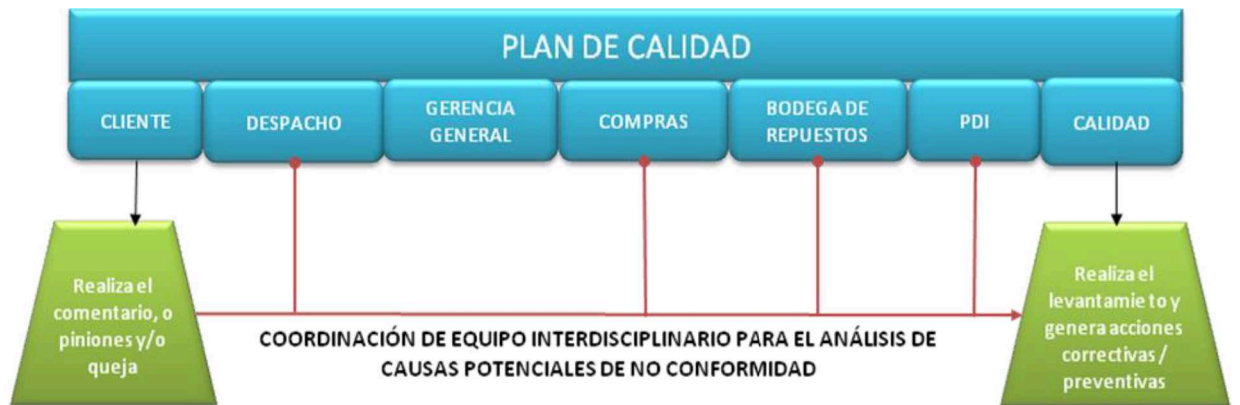 PLAN DE CALIDAD
CLIENTE
DESPACHO
GERENCIA
GENERAL
COMPRAS
BODEGA DE
REPUESTOS
PDI
CALIDAD
Realiza el
comentario, o
piniones y/o
queja
COORDINACIÓN DE EQUIPO INTERDISCIPLINARIO PARA EL ANÁLISIS DE
CAUSAS POTENCIALES DE NO CONFORMIDAD
Realiza el
levantamie to y
genera acciones
correctivas /
preventivas